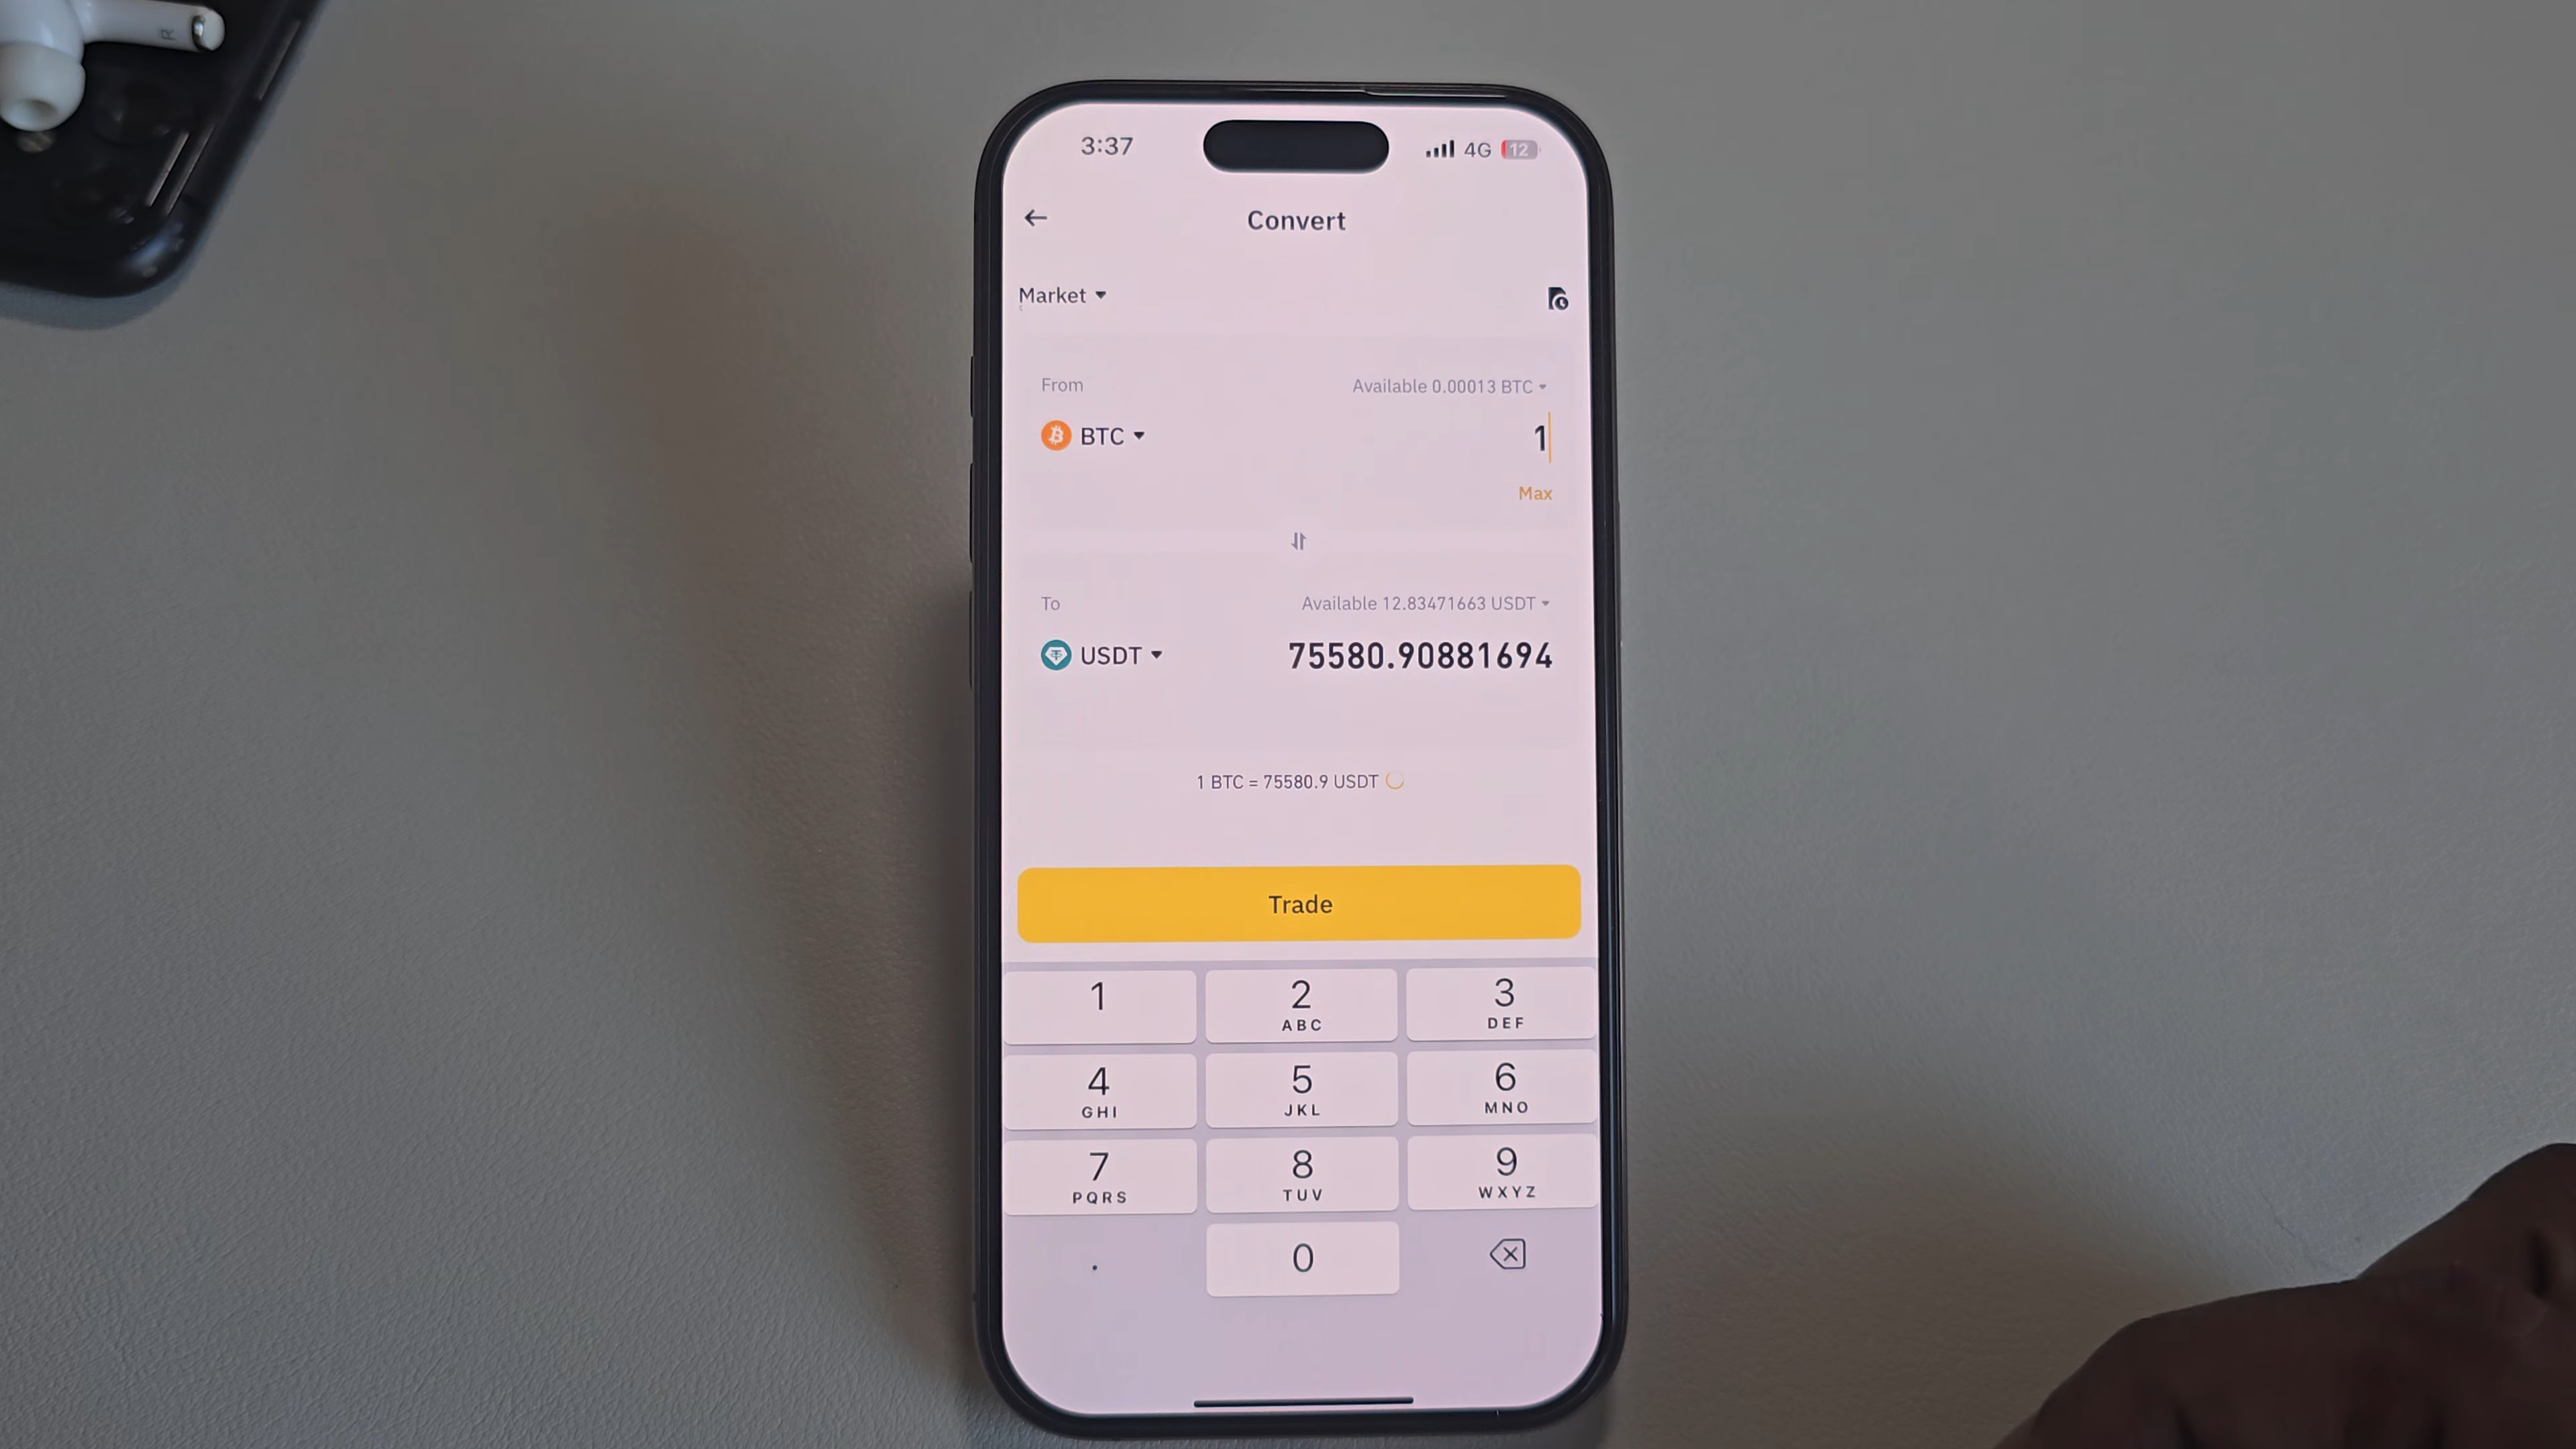 R
3:37
4G 12
Convert
Market
From
Available 0.00013 BTC
BTC
1
Max
To
Available 12.83471663 USDT
USDT
75580.90881694
1 BTC = 75580.9 USDT
Trade
1
2
ABC
3
DEF
4
GHI
5
JKL
6
MNO
7
PQRS
8
TUV
9
WXYZ
.
0